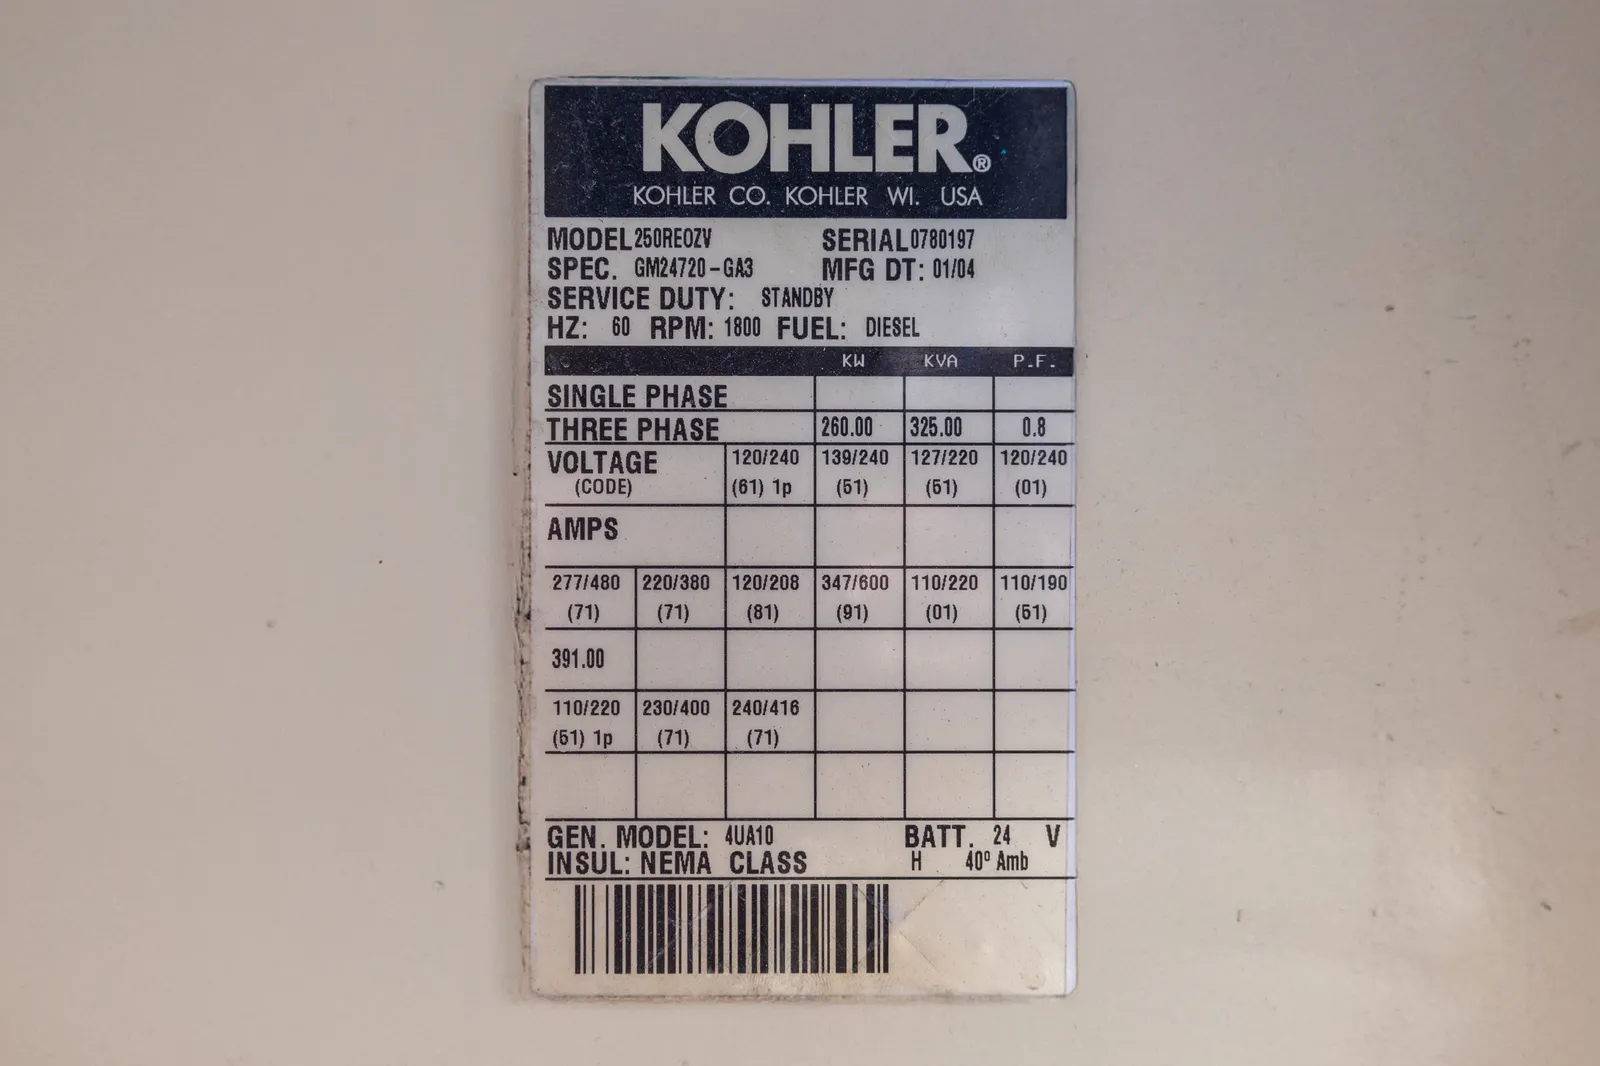 KOHLER®
KOHLER CO. KOHLER WI. USA
MODEL 250REOZV SERIAL 0780197
SPEC. GM24720-GA3 MFG DT: 01/04
SERVICE DUTY: STANDBY
HZ: 60 RPM: 1800 FUEL: DIESEL
KW KVA P.F.
SINGLE PHASE
THREE PHASE 260.00 325.00 0.8
VOLTAGE 120/240 139/240 127/220 120/240
(CODE) (61) 1p (51) (61) (01)
AMPS
277/480 220/380 120/208 347/600 110/220 110/190
(71) (71) (81) (91) (01) (61)
391.00
110/220 230/400 240/416
(51) 1p (71) (71)
GEN. MODEL: 4UA10 BATT. 24 V
INSUL: NEMA CLASS H 40º Amb